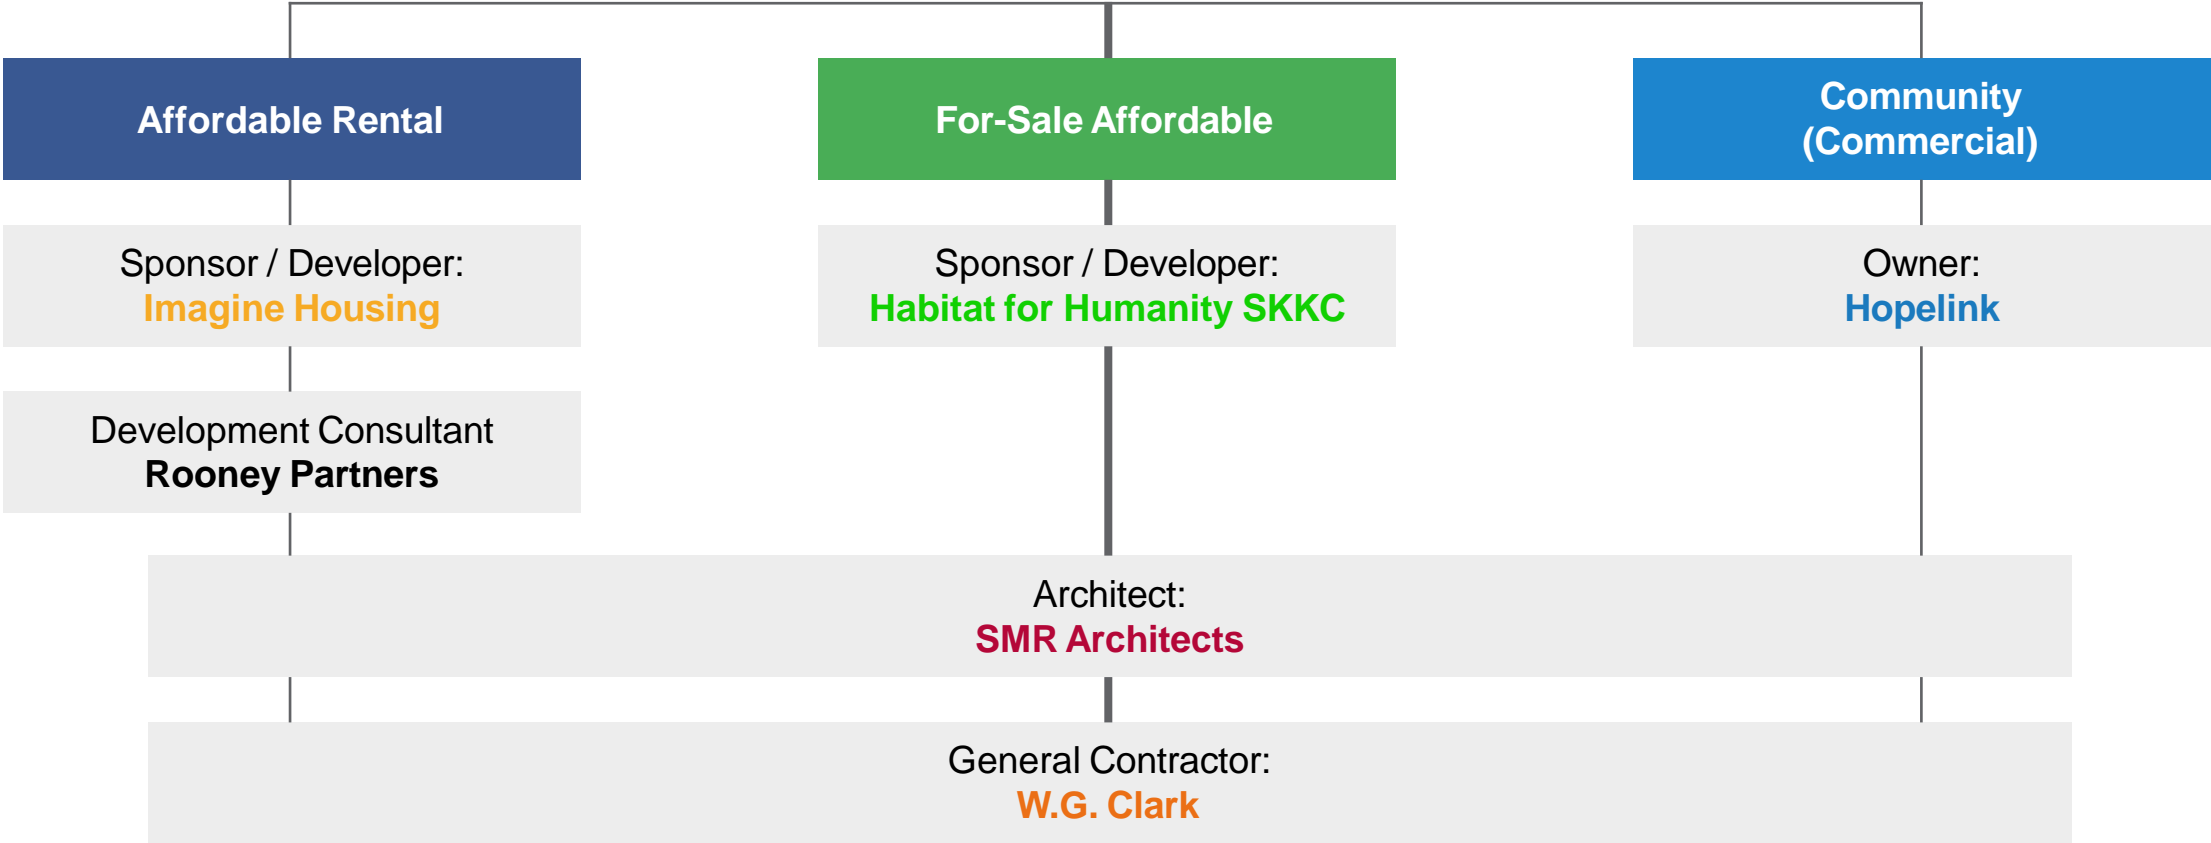 Affordable Rental
For-Sale Affordable
Community
(Commercial)
Sponsor / Developer:
Imagine Housing
Sponsor / Developer:
Habitat for Humanity SKKC
Owner:
Hopelink
Development Consultant
Rooney Partners
Architect:
SMR Architects
General Contractor:
W.G. Clark